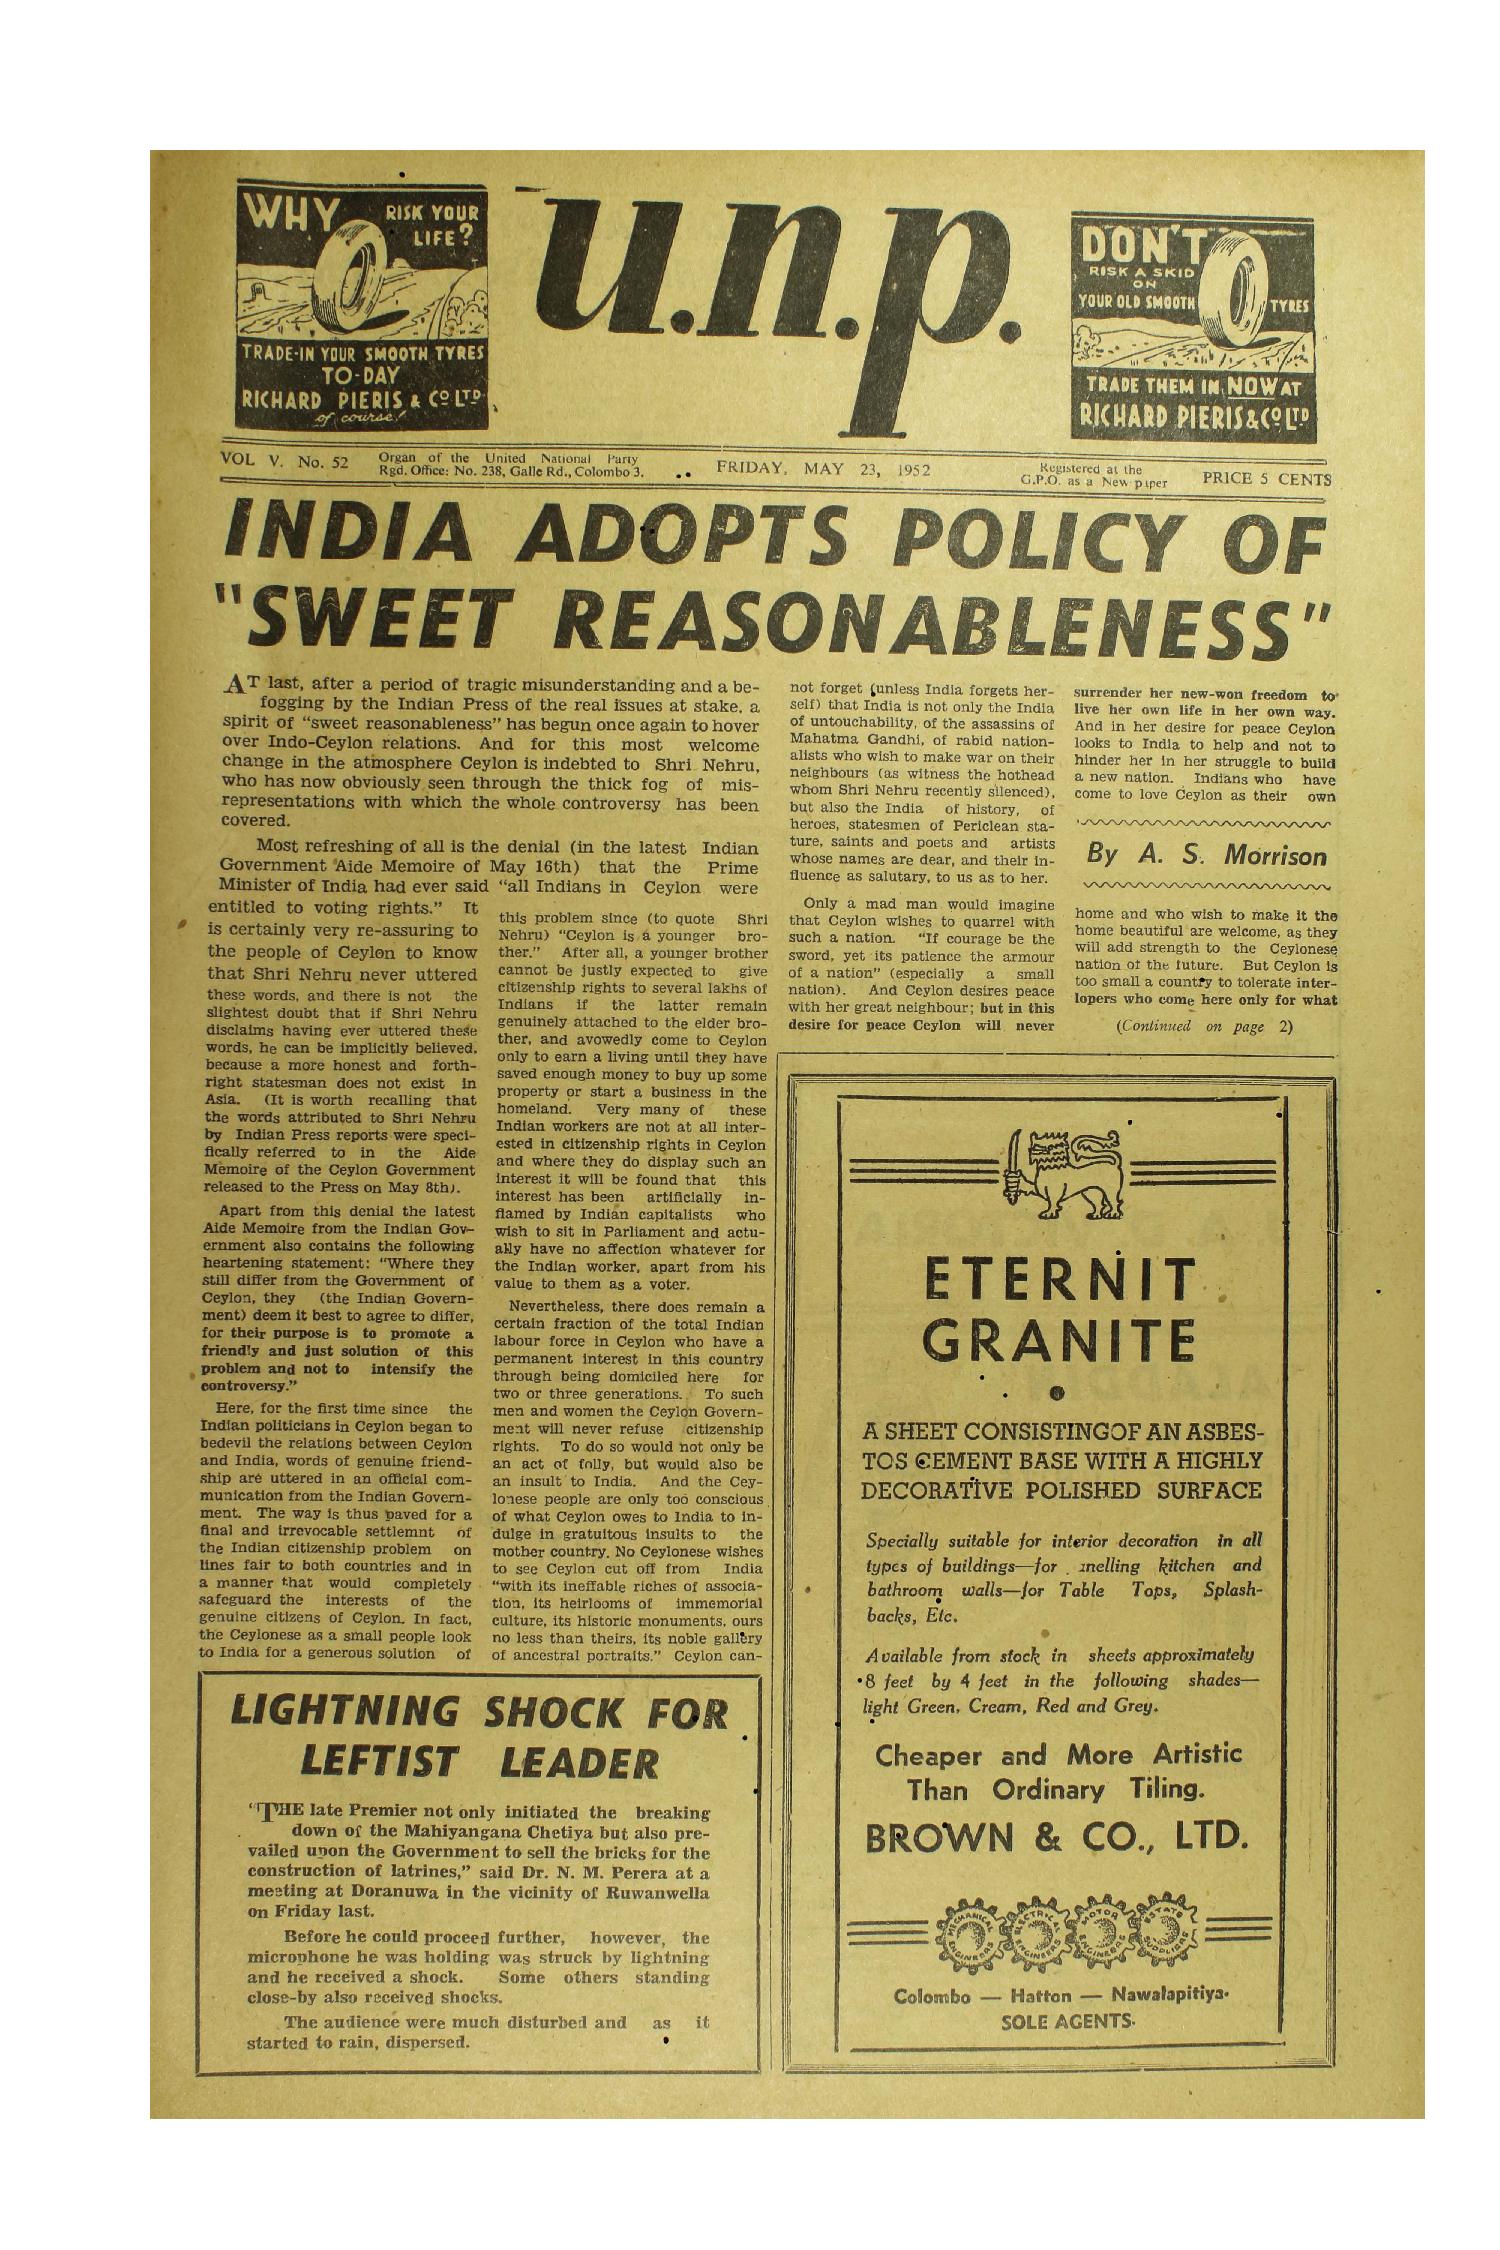 WHY
RISK YOUR
LIFE?
TRADE-IN YOUR SMOOTH TYRES
TO-DAY
RICHARD PIERIS & CO LTD
of course!
u.n.p.
DON'T
RISK A SKID
ON
YOUR OLD SMOOTH
TYRES
TRADE THEM IN NOW AT
RICHARD PIERIS & CO LTD
VOL V. No. 52
Organ of the United National Party
Rgd. Office: No. 238, Galle Rd., Colombo 3.
FRIDAY, MAY 23, 1952
Registered at the
G.P.O. as a New p per
PRICE 5 CENTS
INDIA ADOPTS POLICY OF
"SWEET REASONABLENESS"
AT last, after a period of tragic misunderstanding and a be-
fogging by the Indian Press of the real issues at stake, a
spirit of "sweet reasonableness" has begun once again to hover
over Indo-Ceylon relations. And for this most welcome
change in the atmosphere Ceylon is indebted to Shri Nehru,
who has now obviously seen through the thick fog of mis-
representations with which the whole controversy has been
covered.
Most refreshing of all is the denial (in the latest Indian
Government Aide Memoire of May 16th) that the Prime
Minister of India had ever said "all Indians in Ceylon were
entitled to voting rights." It
is certainly very re-assuring to
the people of Ceylon to know
that Shri Nehru never uttered
these words, and there is not the
slightest doubt that if Shri Nehru
disclaims having ever uttered these
words, he can be implicitly believed,
because a more honest and forth-
right statesman does not exist in
Asia. (It is worth recalling that
the words attributed to Shri Nehru
by Indian Press reports were speci-
fically referred to in the Aide
Memoire of the Ceylon Government
released to the Press on May 8th).
Apart from this denial the latest
Aide Memoire from the Indian Gov-
ernment also contains the following
heartening statement: "Where they
still differ from the Government of
Ceylon, they (the Indian Govern-
ment) deem it best to agree to differ,
for their purpose is to promote a
friendly and just solution of this
problem and not to intensify the
controversy."
Here, for the first time since the
Indian politicians in Ceylon began to
bedevil the relations between Ceylon
and India, words of genuine friend-
ship are uttered in an official com-
munication from the Indian Govern-
ment. The way is thus paved for a
final and irrevocable settlemnt of
the Indian citizenship problem on
lines fair to both countries and in
a manner that would completely
safeguard the interests of the
genuine citizens of Ceylon. In fact,
the Ceylonese as a small people look
to India for a generous solution of
this problem since (to quote Shri
Nehru) "Ceylon is a younger bro-
ther." After all, a younger brother
cannot be justly expected to give
citizenship rights to several lakhs of
Indians if the latter remain
genuinely attached to the elder bro-
ther, and avowedly come to Ceylon
only to earn a living until they have
saved enough money to buy up some
property or start a business in the
homeland. Very many of these
Indian workers are not at all inter-
ested in citizenship rights in Ceylon
and where they do display such an
interest it will be found that this
interest has been artificially in-
flamed by Indian capitalists who
wish to sit in Parliament and actu-
ally have no affection whatever for
the Indian worker, apart from his
value to them as a voter.
Nevertheless, there does remain a
certain fraction of the total Indian
labour force in Ceylon who have a
permanent interest in this country
through being domiciled here for
two or three generations. To such
men and women the Ceylon Govern-
ment will never refuse citizenship
rights. To do so would not only be
an act of folly, but would also be
an insult to India. And the Cey-
lonese people are only too conscious
of what Ceylon owes to India to in-
dulge in gratuitous insults to the
mother country. No Ceylonese wishes
to see Ceylon cut off from India
"with its ineffable riches of associa-
tion, its heirlooms of immemorial
culture, its historic monuments, ours
no less than theirs, its noble gallery
of ancestral portraits." Ceylon can-
not forget (unless India forgets her-
self) that India is not only the India
of untouchability, of the assassins of
Mahatma Gandhi, of rabid nation-
alists who wish to make war on their
neighbours (as witness the hothead
whom Shri Nehru recently silenced),
but also the India of history, of
heroes, statesmen of Periclean sta-
ture, saints and poets and artists
whose names are dear, and their in-
fluence as salutary, to us as to her.
Only a mad man would imagine
that Ceylon wishes to quarrel with
such a nation. "If courage be the
sword, yet its patience the armour
of a nation" (especially a small
nation). And Ceylon desires peace
with her great neighbour; but in this
desire for peace Ceylon will never
surrender her new-won freedom to
live her own life in her own way.
And in her desire for peace Ceylon
looks to India to help and not to
hinder her in her struggle to build
a new nation. Indians who have
come to love Ceylon as their own
By A. S. Morrison
home and who wish to make it the
home beautiful are welcome, as they
will add strength to the Ceylonese
nation of the future. But Ceylon is
too small a country to tolerate inter-
lopers who come here only for what
(Continued on page 2)
LIGHTNING SHOCK FOR
LEFTIST LEADER
"THE late Premier not only initiated the breaking
down of the Mahiyangana Chetiya but also pre-
vailed upon the Government to sell the bricks for the
construction of latrines," said Dr. N. M. Perera at a
meeting at Doranuwa in the vicinity of Ruwanwella
on Friday last.
Before he could proceed further, however, the
microphone he was holding was struck by lightning
and he received a shock. Some others standing
close-by also received shocks.
The audience were much disturbed and as it
started to rain, dispersed.
ETERNIT
GRANITE
A SHEET CONSISTING OF AN ASBES-
TOS CEMENT BASE WITH A HIGHLY
DECORATIVE POLISHED SURFACE
Specially suitable for interior decoration in all
types of buildings—for nelling kitchen and
bathroom walls—for Table Tops, Splash-
backs, Etc.
Available from stock in sheets approximately
8 feet by 4 feet in the following shades—
light Green, Cream, Red and Grey.
Cheaper and More Artistic
Than Ordinary Tiling.
BROWN & CO., LTD.
MECHANICAL ENGINEERS
ELECTRICAL ENGINEERS
MOTOR ENGINEERS
ESTATE SUPPLIERS
Colombo — Hatton — Nawalapitiya.
SOLE AGENTS.